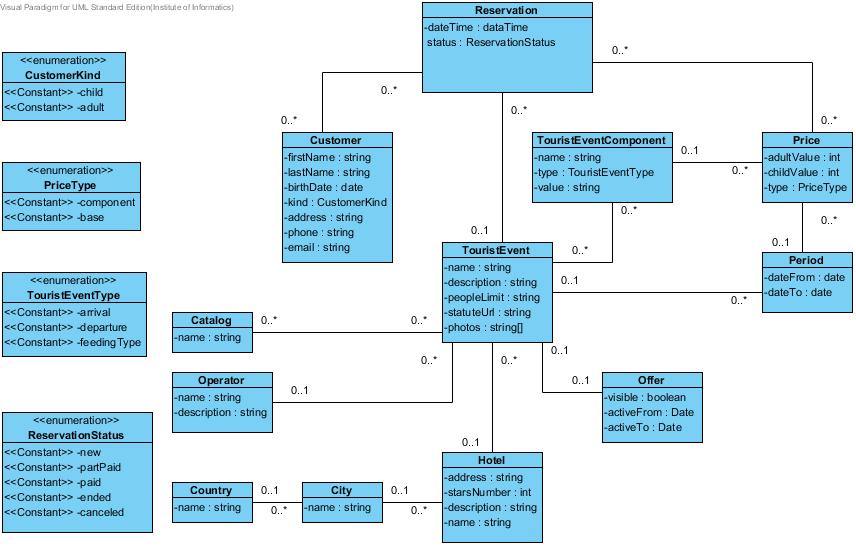 Visual Paradigm for UML Standard Edition(Institute of Informatics)
Reservation
-dateTime : dataTime
status : ReservationStatus
<<enumeration>>
CustomerKind
<<Constant>> -child
<<Constant>> -adult
0..*
0..*
0..*
0..*
0..*
Customer
-firstName : string
-lastName : string
-birthDate : date
-kind : CustomerKind
-address : string
-phone : string
-email : string
TouristEventComponent
-name : string
-type : TouristEventType
-value : string
0..1
0..*
Price
-adultValue : int
-childValue : int
-type : PriceType
<<enumeration>>
PriceType
<<Constant>> -component
<<Constant>> -base
0..*
0..*
0..1
0..*
0..1
TouristEvent
-name : string
-description : string
-peopleLimit : string
-statuteUrl : string
-photos : string[]
0..1
0..*
Period
-dateFrom : date
-dateTo : date
<<enumeration>>
TouristEventType
<<Constant>> -arrival
<<Constant>> -departure
<<Constant>> -feedingType
Catalog
-name : string
0..*
0..*
0..*
0..*
0..1
Operator
-name : string
-description : string
0..1
0..1
Offer
-visible : boolean
-activeFrom : Date
-activeTo : Date
<<enumeration>>
ReservationStatus
<<Constant>> -new
<<Constant>> -partPaid
<<Constant>> -paid
<<Constant>> -ended
<<Constant>> -canceled
0..1
Hotel
-address : string
-starsNumber : int
-description : string
-name : string
Country
-name : string
0..1
0..*
City
-name : string
0..1
0..*